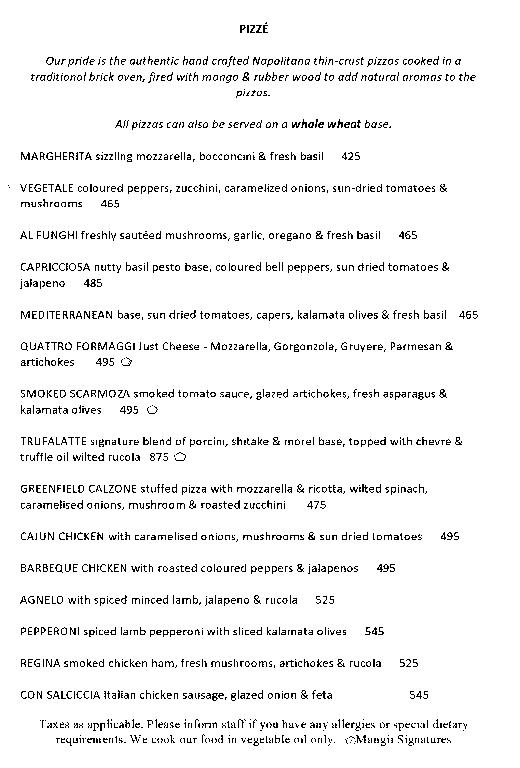 PIZZÉ
Our pride is the authentic hand crafted Napolitana thin-crust pizzas cooked in a
traditional brick oven, fired with mango & rubber wood to add natural aromas to the
pizzas.
All pizzas can also be served on a whole wheat base.
MARGHERITA sizzling mozzarella, bocconcini & fresh basil 425
VEGETALE coloured peppers, zucchini, caramelized onions, sun-dried tomatoes &
mushrooms 465
AL FUNGHI freshly sautéed mushrooms, garlic, oregano & fresh basil 465
CAPRICCIOSA nutty basil pesto base, coloured bell peppers, sun dried tomatoes &
jalapeno 485
MEDITERRANEAN base, sun dried tomatoes, capers, kalamata olives & fresh basil 465
QUATTRO FORMAGGI Just Cheese - Mozzarella, Gorgonzola, Gruyere, Parmesan &
artichokes 495
SMOKED SCARMOZA smoked tomato sauce, glazed artichokes, fresh asparagus &
kalamata olives 495
TRUFALATTE signature blend of porcini, shitake & morel base, topped with chevre &
truffle oil wilted rucola 875
GREENFIELD CALZONE stuffed pizza with mozzarella & ricotta, wilted spinach,
caramelised onions, mushroom & roasted zucchini 475
CAJUN CHICKEN with caramelised onions, mushrooms & sun dried tomatoes 495
BARBEQUE CHICKEN with roasted coloured peppers & jalapenos 495
AGNELO with spiced minced lamb, jalapeno & rucola 525
PEPPERONI spiced lamb pepperoni with sliced kalamata olives 545
REGINA smoked chicken ham, fresh mushrooms, artichokes & rucola 525
CON SALCICCIA Italian chicken sausage, glazed onion & feta 545
Taxes as applicable. Please inform staff if you have any allergies or special dietary
requirements. We cook our food in vegetable oil only. Mangii Signatures